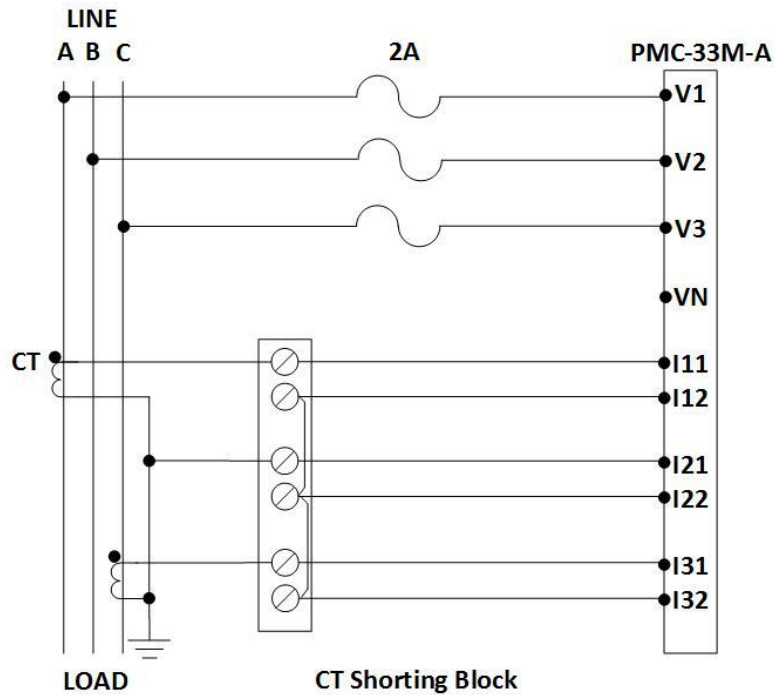 LINE
A B C
2A
PMC-33M-A
V1
V2
V3
VN
CT
I11
I12
I21
I22
I31
I32
LOAD
CT Shorting Block